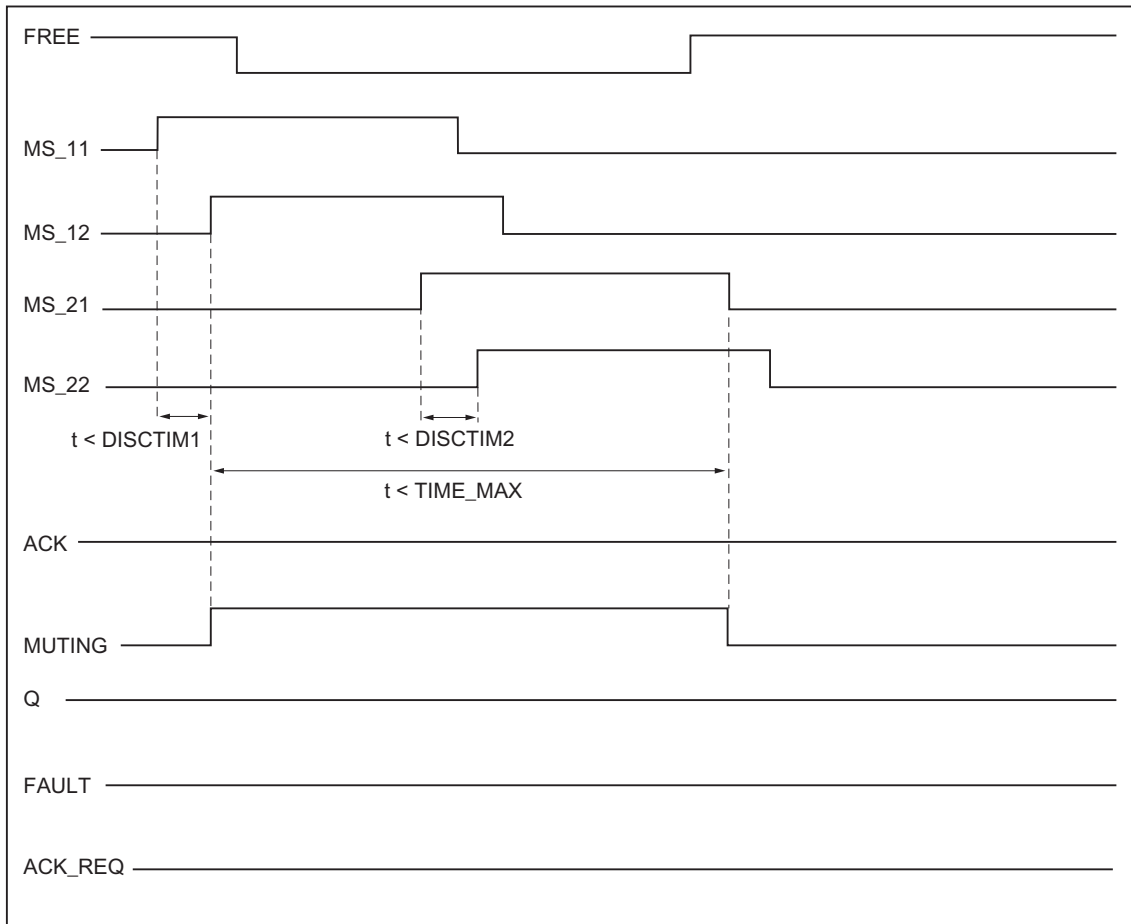 FREE
MS_11
MS_12
MS_21
MS_22
t < DISCTIM1
t < DISCTIM2
t < TIME_MAX
ACK
MUTING
Q
FAULT
ACK_REQ